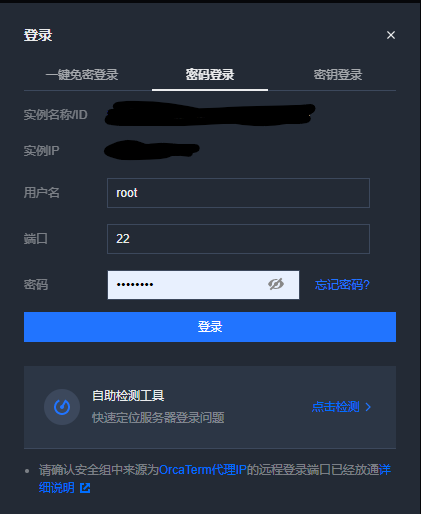 登录
一键免密登录 密码登录 密钥登录
实例名称/ID
实例IP
用户名 root
端口 22
密码 •••••••• 忘记密码?
登录
自助检测工具
快速定位服务器登录问题
点击检测
请确认安全组中来源为OrcaTerm代理IP的远程登录端口已经放通详
细说明